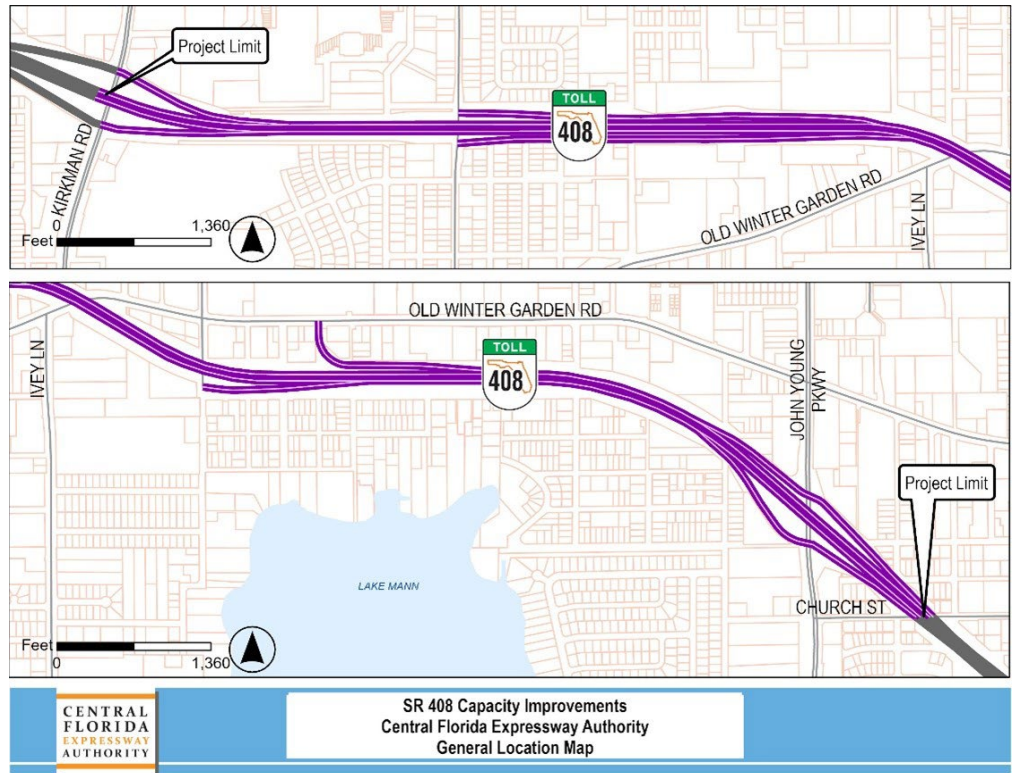 Project Limit
TOLL
408
KIRKMAN RD
OLD WINTER GARDEN RD
IVEY LN
0
1,360
Feet
OLD WINTER GARDEN RD
TOLL
408
IVEY LN
JOHN YOUNG
PKWY
Project Limit
LAKE MANN
CHURCH ST
Feet
0
1,360
CENTRAL
FLORIDA
EXPRESSWAY
AUTHORITY
SR 408 Capacity Improvements
Central Florida Expressway Authority
General Location Map